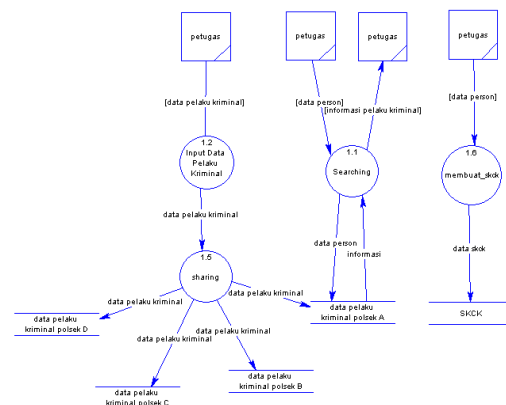 petugas
petugas
petugas
petugas
[data pelaku kriminal]
[data person]
[informasi pelaku kriminal]
[data person]
1.2
Input Data
Pelaku
Kriminal
1.1
Searching
1.6
membuat_skck
data pelaku kriminal
data person
informasi
data skck
1.5
sharing
data pelaku kriminal
data pelaku kriminal
data pelaku kriminal
data pelaku kriminal
data pelaku
kriminal polsek D
data pelaku
kriminal polsek A
SKCK
data pelaku
kriminal polsek C
data pelaku
kriminal polsek B